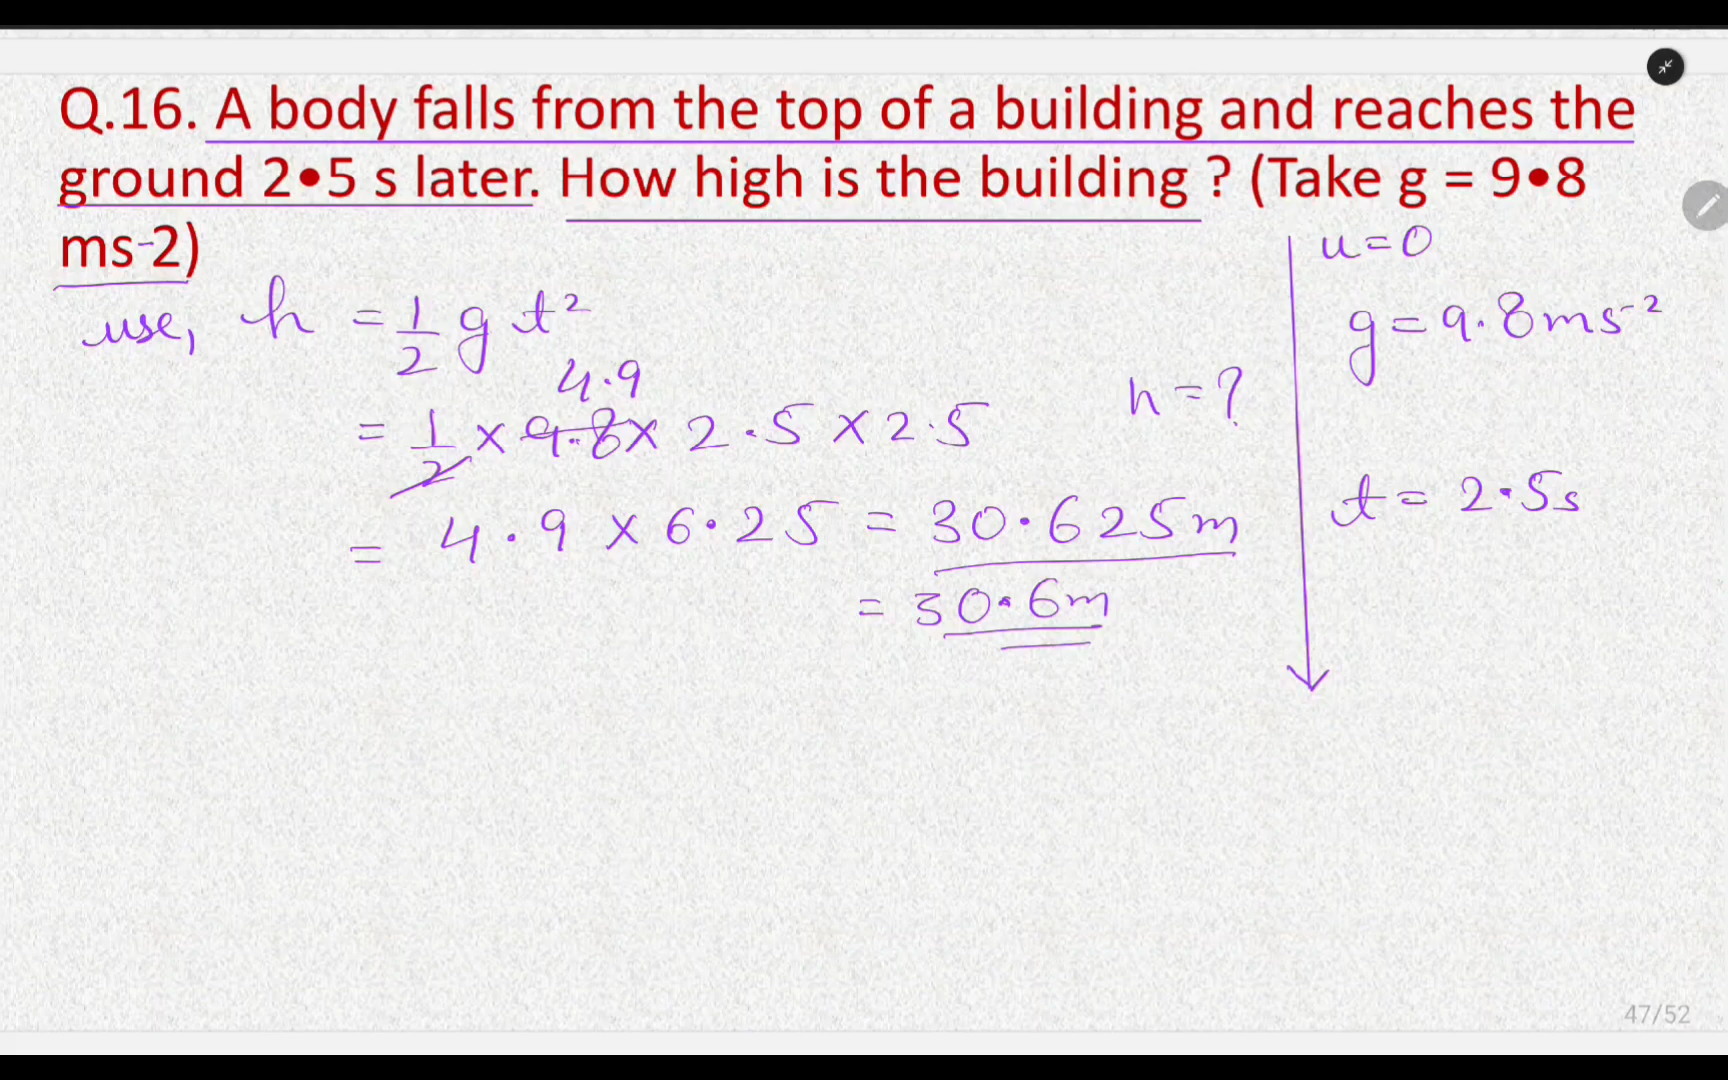 Q.16. A body falls from the top of a building and reaches the
ground 2•5 s later. How high is the building ? (Take g = 9•8
ms-2)
u=0
use, h = 1/2 g t²
g=9.8ms⁻²
4.9
h=?
= 1/2 × 9.8× 2.5 × 2.5
t= 2.5s
= 4.9 × 6.25 = 30.625m
= 30.6m
47/52